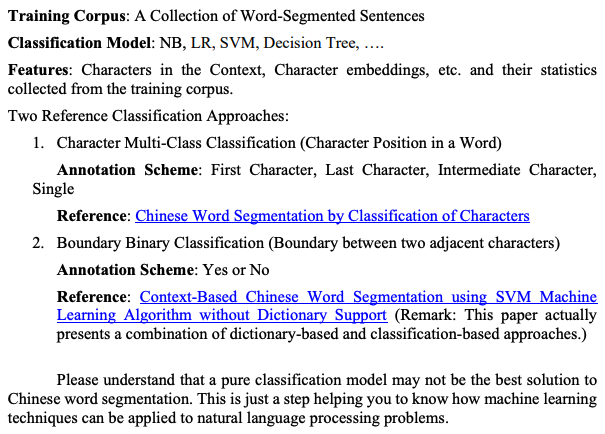 Training Corpus: A Collection of Word-Segmented Sentences
Classification Model: NB, LR, SVM, Decision Tree, ….
Features: Characters in the Context, Character embeddings, etc. and their statistics
collected from the training corpus.
Two Reference Classification Approaches:
1. Character Multi-Class Classification (Character Position in a Word)
Annotation Scheme: First Character, Last Character, Intermediate Character,
Single
Reference: Chinese Word Segmentation by Classification of Characters
2. Boundary Binary Classification (Boundary between two adjacent characters)
Annotation Scheme: Yes or No
Reference: Context-Based Chinese Word Segmentation using SVM Machine
Learning Algorithm without Dictionary Support (Remark: This paper actually
presents a combination of dictionary-based and classification-based approaches.)
Please understand that a pure classification model may not be the best solution to
Chinese word segmentation. This is just a step helping you to know how machine learning
techniques can be applied to natural language processing problems.